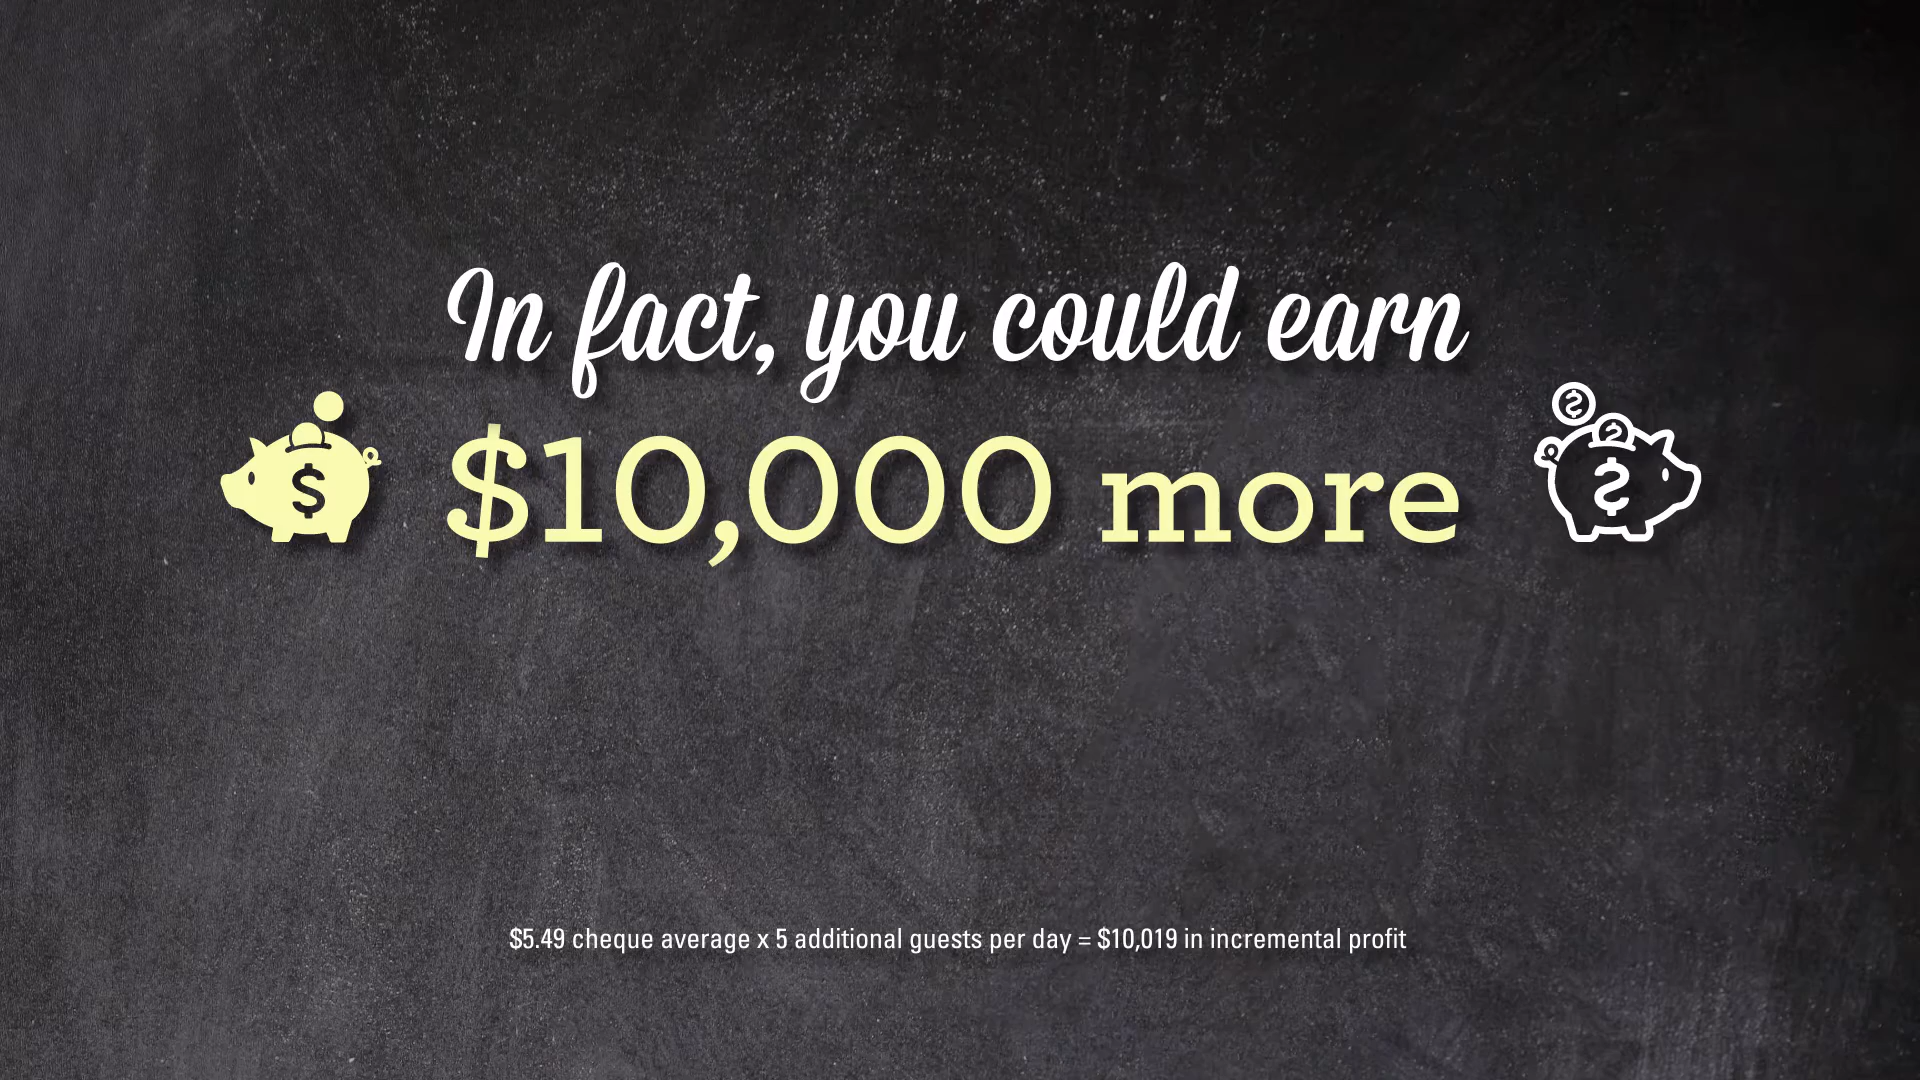 In fact, you could earn
$10,000 more
$5.49 cheque average x 5 additional guests per day = $10,019 in incremental profit